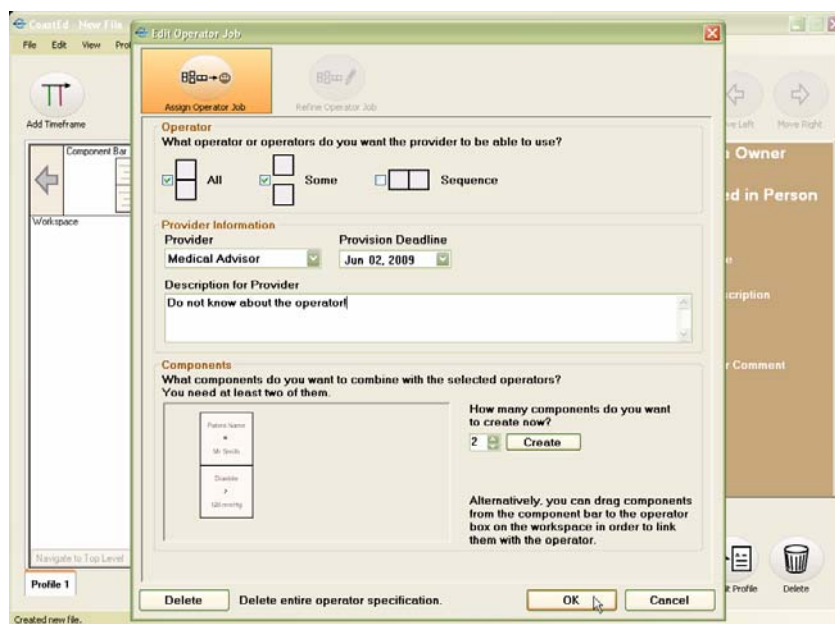 CoastEd - New File
File Edit View
Add Timeframe
Component Bar
Workspace
Navigate to Top Level
Profile 1
Created new file.
Edit Operator Job
Assign Operator Job
Refine Operator Job
Operator
What operator or operators do you want the provider to be able to use?
All Some Sequence
Provider Information
Provider Provision Deadline
Medical Advisor Jun 02, 2009
Description for Provider
Do not know about the operator!
Components
What components do you want to combine with the selected operators?
You need at least two of them.
Patient Name
=
Mr Smith
How many components do you want
to create now?
2 Create
Alternatively, you can drag components
from the component bar to the operator
box on the workspace in order to link
them with the operator.
Delete Delete entire operator specification. OK Cancel
Move Right
Owner
ed in Person
cription
Comment
Profile
Delete